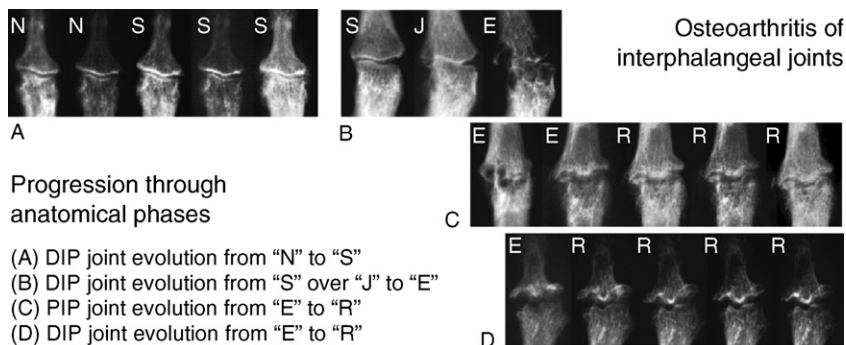 N N S S S
A
S J E
B
Osteoarthritis of
interphalangeal joints
E E R R R
C
Progression through
anatomical phases
(A) DIP joint evolution from “N” to “S”
(B) DIP joint evolution from “S” over “J” to “E”
(C) PIP joint evolution from “E” to “R”
(D) DIP joint evolution from “E” to “R”
E R R R R
D